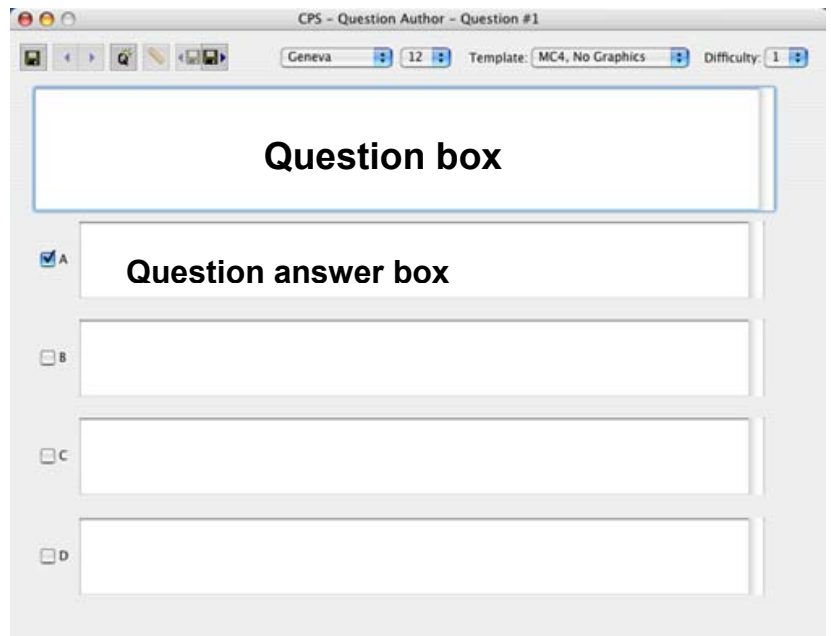 CPS - Question Author - Question #1
Geneva 12 Template: MC4, No Graphics Difficulty: 1
Question box
A
Question answer box
B
C
D